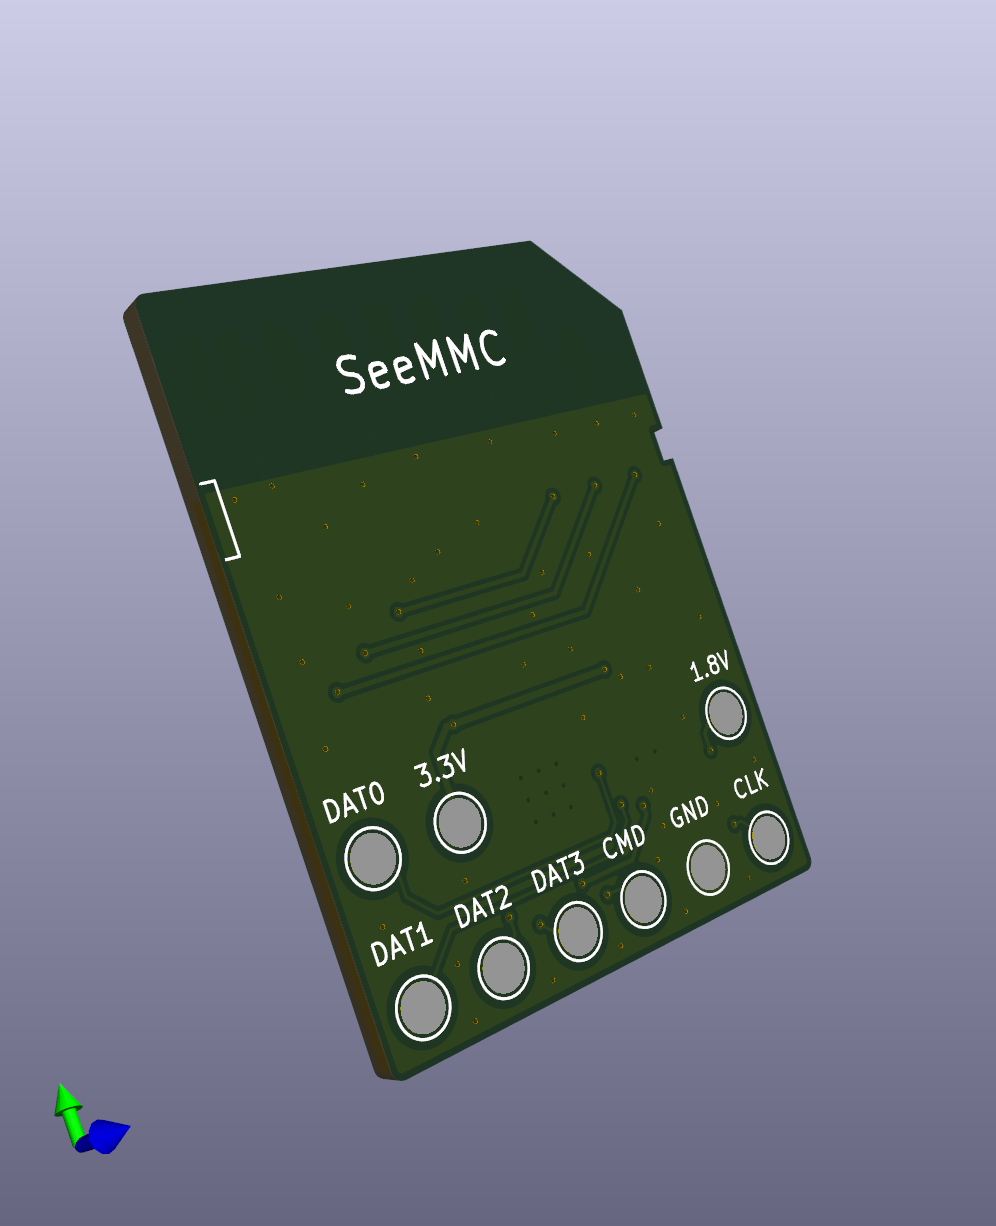 SeeMMC
1.8V
3.3V
DAT0
CLK
GND
CMD
DAT3
DAT2
DAT1